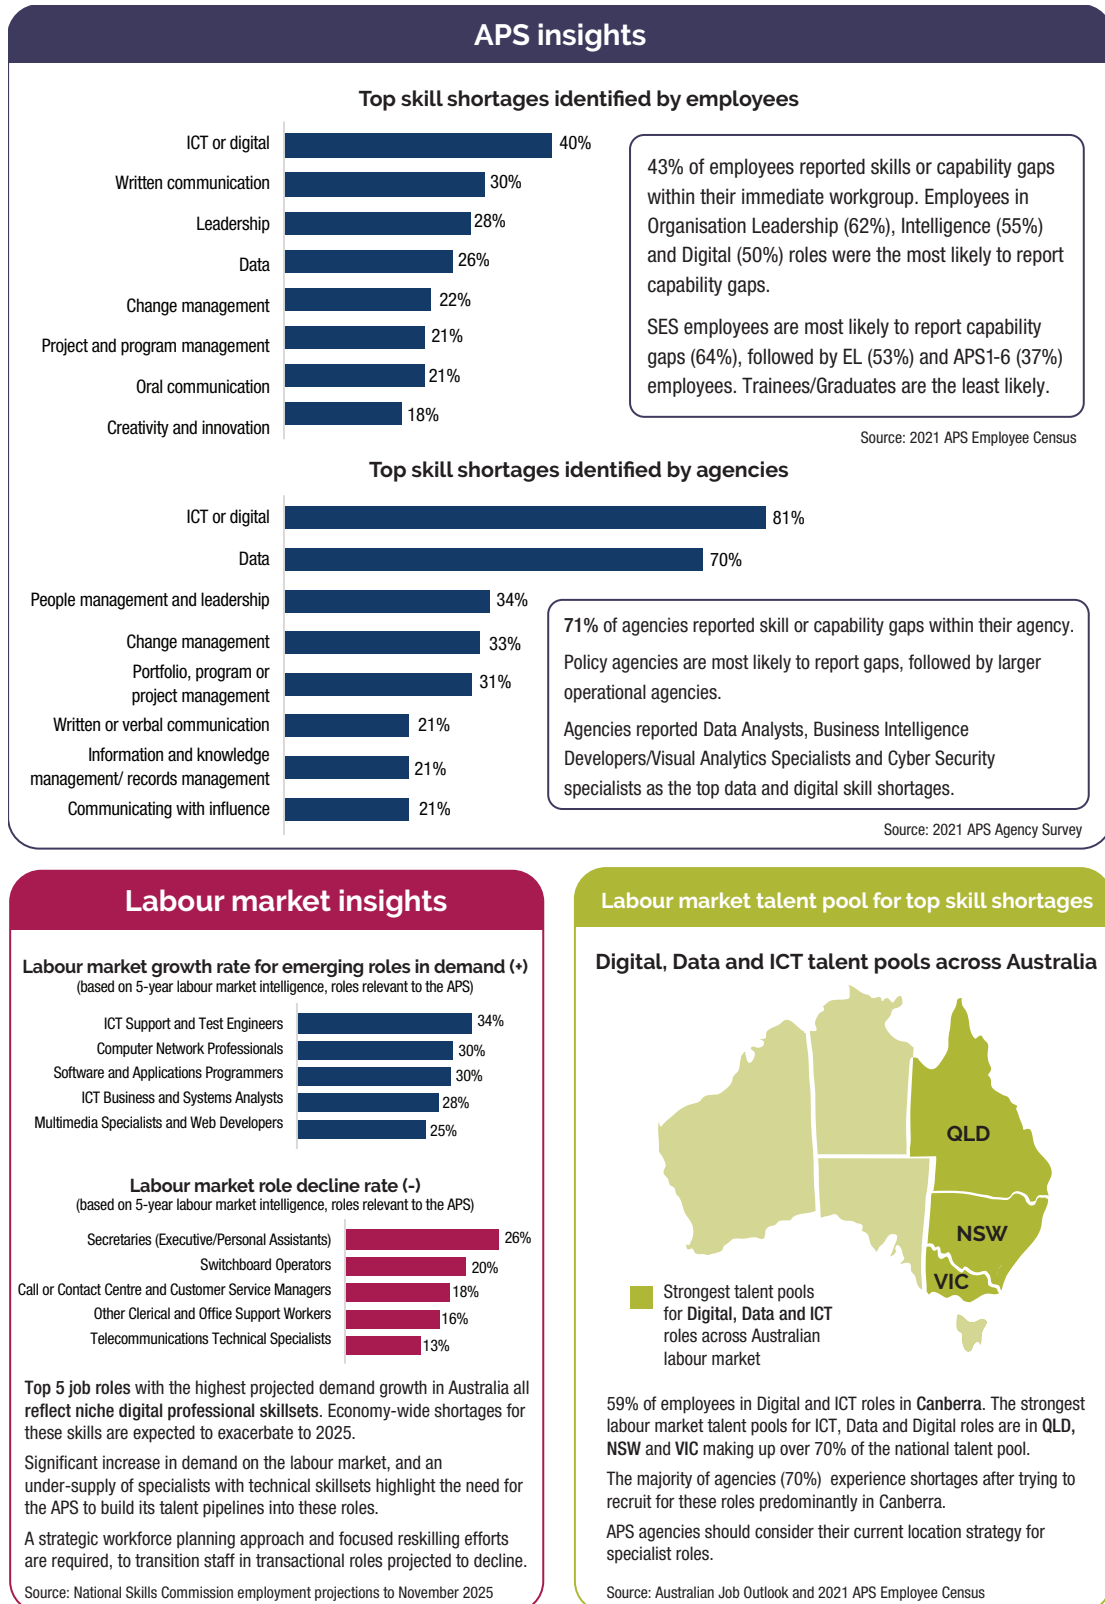 APS insights
Top skill shortages identified by employees
ICT or digital
40%
Written communication
30%
Leadership
28%
Data
26%
Change management
22%
Project and program management
21%
Oral communication
21%
Creativity and innovation
18%
43% of employees reported skills or capability gaps
within their immediate workgroup. Employees in
Organisation Leadership (62%), Intelligence (55%)
and Digital (50%) roles were the most likely to report
capability gaps.
SES employees are most likely to report capability
gaps (64%), followed by EL (53%) and APS1-6 (37%)
employees. Trainees/Graduates are the least likely.
Source: 2021 APS Employee Census
Top skill shortages identified by agencies
ICT or digital
81%
Data
70%
People management and leadership
34%
Change management
33%
Portfolio, program or
project management
31%
Written or verbal communication
21%
Information and knowledge
management/ records management
21%
Communicating with influence
21%
71% of agencies reported skill or capability gaps within their agency.
Policy agencies are most likely to report gaps, followed by larger
operational agencies.
Agencies reported Data Analysts, Business Intelligence
Developers/Visual Analytics Specialists and Cyber Security
specialists as the top data and digital skill shortages.
Source: 2021 APS Agency Survey
Labour market insights
Labour market growth rate for emerging roles in demand (+)
(based on 5-year labour market intelligence, roles relevant to the APS)
ICT Support and Test Engineers
34%
Computer Network Professionals
30%
Software and Applications Programmers
30%
ICT Business and Systems Analysts
28%
Multimedia Specialists and Web Developers
25%
Labour market role decline rate (-)
(based on 5-year labour market intelligence, roles relevant to the APS)
Secretaries (Executive/Personal Assistants)
26%
Switchboard Operators
20%
Call or Contact Centre and Customer Service Managers
18%
Other Clerical and Office Support Workers
16%
Telecommunications Technical Specialists
13%
Top 5 job roles with the highest projected demand growth in Australia all
reflect niche digital professional skillsets. Economy-wide shortages for
these skills are expected to exacerbate to 2025.
Significant increase in demand on the labour market, and an
under-supply of specialists with technical skillsets highlight the need for
the APS to build its talent pipelines into these roles.
A strategic workforce planning approach and focused reskilling efforts
are required, to transition staff in transactional roles projected to decline.
Source: National Skills Commission employment projections to November 2025
Labour market talent pool for top skill shortages
Digital, Data and ICT talent pools across Australia
QLD
NSW
VIC
Strongest talent pools
for Digital, Data and ICT
roles across Australian
labour market
59% of employees in Digital and ICT roles in Canberra. The strongest
labour market talent pools for ICT, Data and Digital roles are in QLD,
NSW and VIC making up over 70% of the national talent pool.
The majority of agencies (70%) experience shortages after trying to
recruit for these roles predominantly in Canberra.
APS agencies should consider their current location strategy for
specialist roles.
Source: Australian Job Outlook and 2021 APS Employee Census